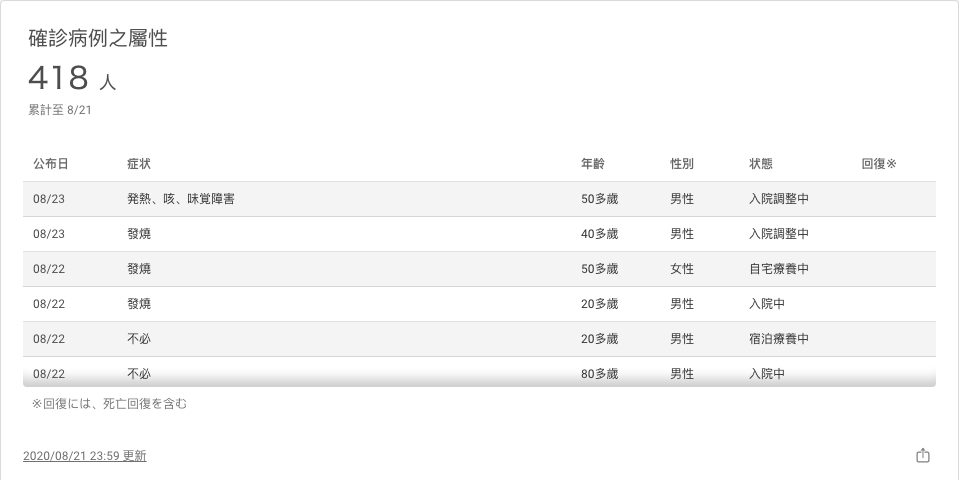 確診病例之屬性
418 人
累計至 8/21
公布日 症状 年齢 性別 状態 回復※
08/23 発熱、咳、味覚障害 50多歲 男性 入院調整中
08/23 發燒 40多歲 男性 入院調整中
08/22 發燒 50多歲 女性 自宅療養中
08/22 發燒 20多歲 男性 入院中
08/22 不必 20多歲 男性 宿泊療養中
08/22 不必 80多歲 男性 入院中
※回復には、死亡回復を含む
2020/08/21 23:59 更新